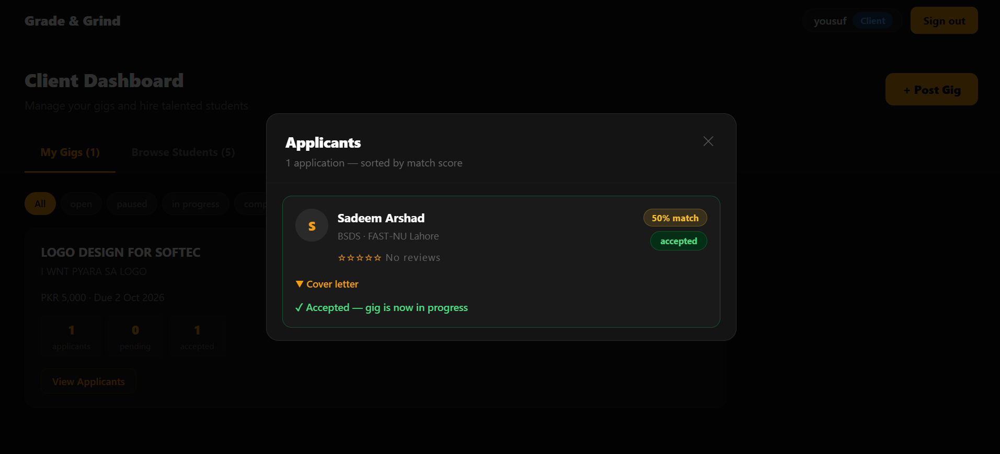 Grade & Grind
yousuf Client Sign out
Client Dashboard
Manage your gigs and hire talented students
+ Post Gig
My Gigs (1) Browse Students (5)
All open paused in progress comp
LOGO DESIGN FOR SOFTEC
I WNT PYARA SA LOGO
PKR 5,000 · Due 2 Oct 2026
1 0 1
applicants pending accepted
View Applicants
Applicants
1 application — sorted by match score
S
Sadeem Arshad
BSDS · FAST-NU Lahore
☆☆☆☆☆ No reviews
50% match
accepted
▼ Cover letter
✓ Accepted — gig is now in progress